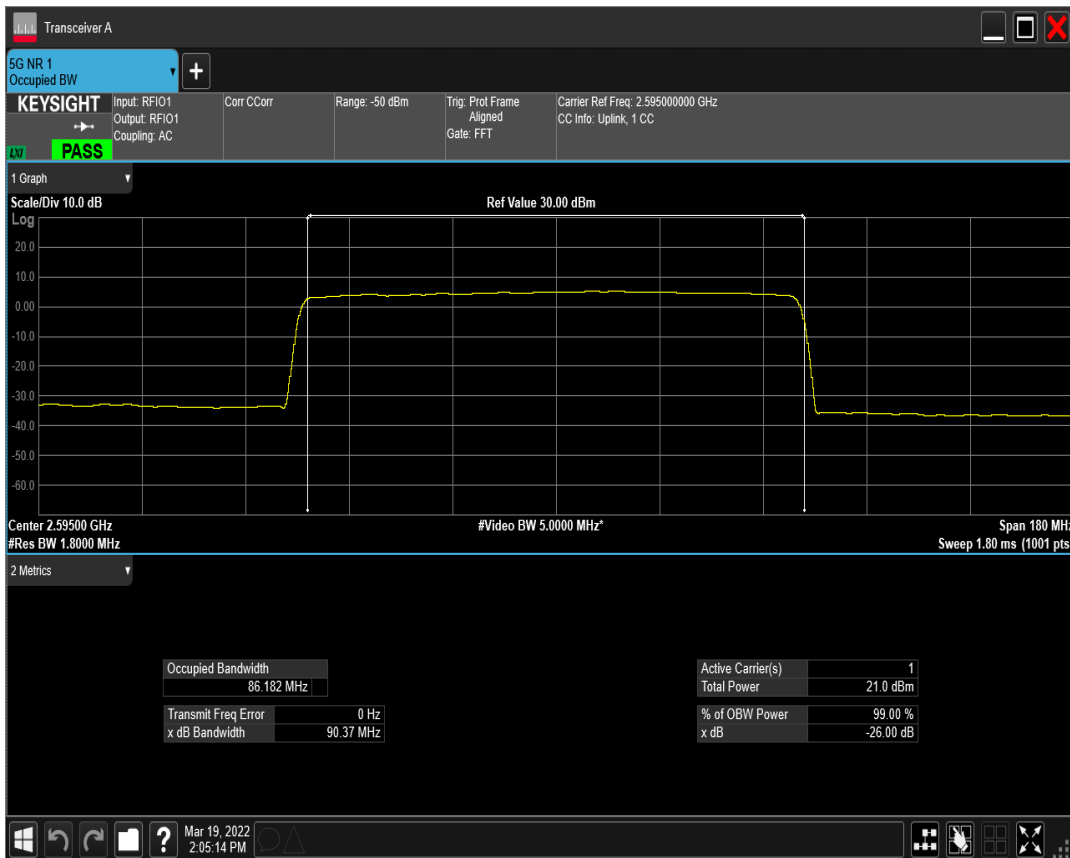 Transceiver A
5G NR 1
Occupied BW
KEYSIGHT
LXI
PASS
Input: RFIO1
Output: RFIO1
Coupling: AC
Corr CCorr
Range: -50 dBm
Trig: Prot Frame
Aligned
Gate: FFT
Carrier Ref Freq: 2.595000000 GHz
CC Info: Uplink, 1 CC
1 Graph
Scale/Div 10.0 dB
Ref Value 30.00 dBm
Log
20.0
10.0
0.00
-10.0
-20.0
-30.0
-40.0
-50.0
-60.0
Center 2.59500 GHz
#Video BW 5.0000 MHz*
Span 180 MHz
#Res BW 1.8000 MHz
Sweep 1.80 ms (1001 pts
2 Metrics
Occupied Bandwidth
86.182 MHz
Transmit Freq Error 0 Hz
x dB Bandwidth 90.37 MHz
Active Carrier(s) 1
Total Power 21.0 dBm
% of OBW Power 99.00 %
x dB -26.00 dB
?
Mar 19, 2022
2:05:14 PM